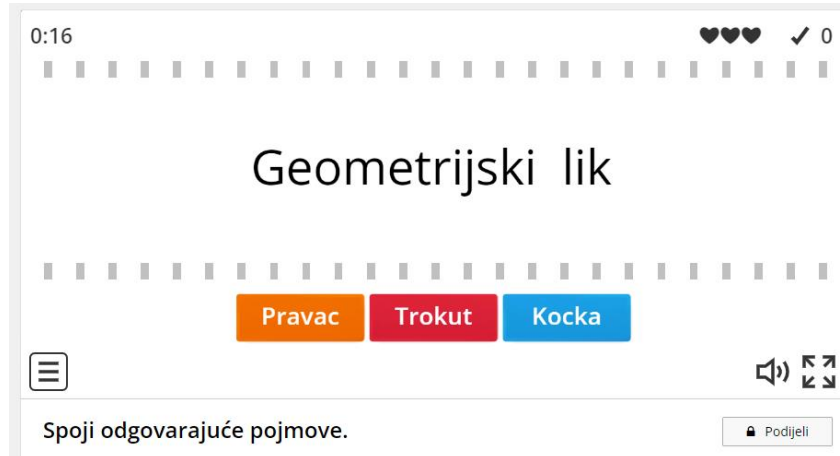 0:16 0
Geometrijski lik
Pravac Trokut Kocka
Spoji odgovarajuće pojmove. Podijeli